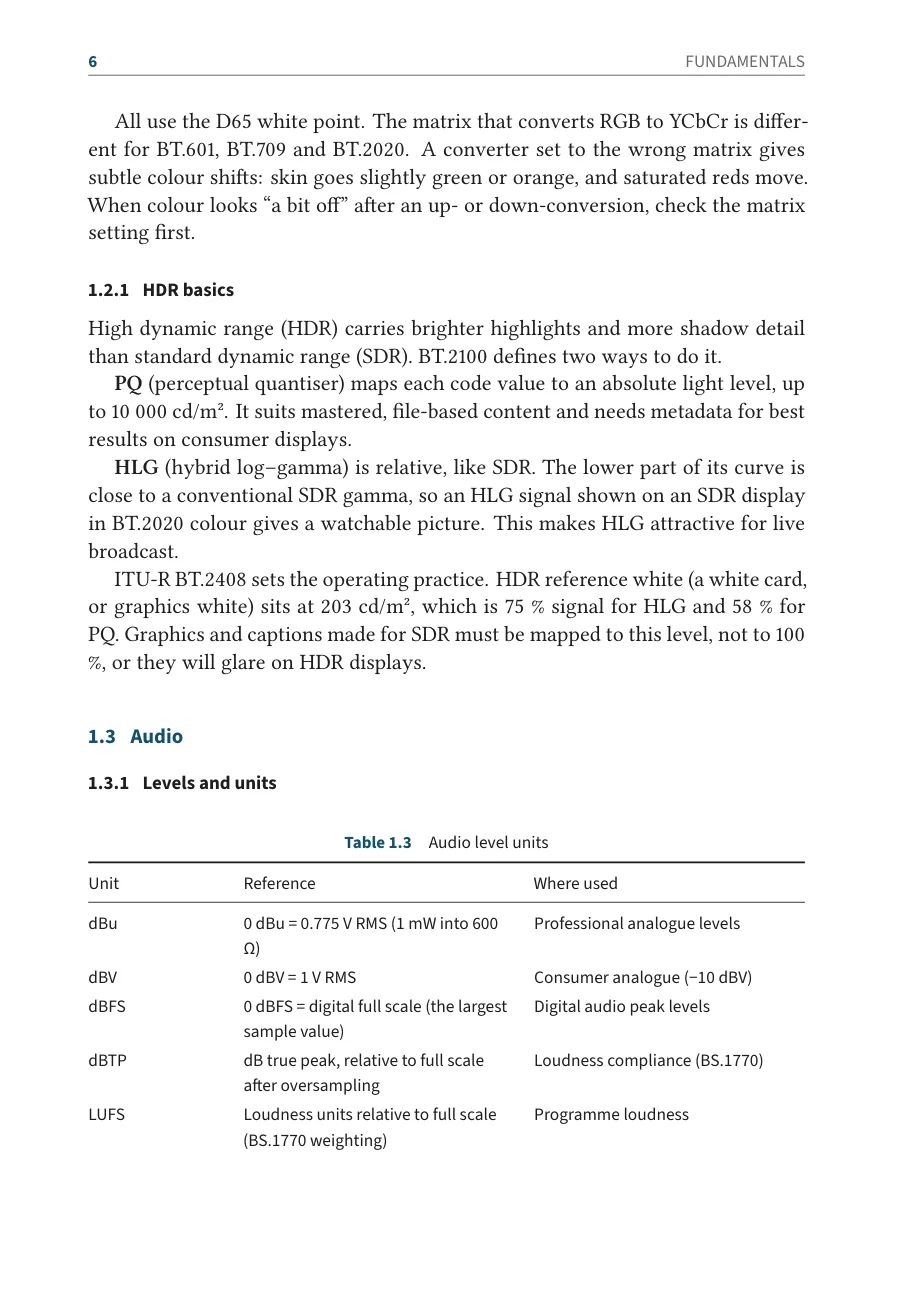 6 FUNDAMENTALS
All use the D65 white point. The matrix that converts RGB to YCbCr is differ-
ent for BT.601, BT.709 and BT.2020. A converter set to the wrong matrix gives
subtle colour shifts: skin goes slightly green or orange, and saturated reds move.
When colour looks “a bit off” after an up- or down-conversion, check the matrix
setting first.
1.2.1 HDR basics
High dynamic range (HDR) carries brighter highlights and more shadow detail
than standard dynamic range (SDR). BT.2100 defines two ways to do it.
PQ (perceptual quantiser) maps each code value to an absolute light level, up
to 10 000 cd/m². It suits mastered, file-based content and needs metadata for best
results on consumer displays.
HLG (hybrid log–gamma) is relative, like SDR. The lower part of its curve is
close to a conventional SDR gamma, so an HLG signal shown on an SDR display
in BT.2020 colour gives a watchable picture. This makes HLG attractive for live
broadcast.
ITU-R BT.2408 sets the operating practice. HDR reference white (a white card,
or graphics white) sits at 203 cd/m², which is 75 % signal for HLG and 58 % for
PQ. Graphics and captions made for SDR must be mapped to this level, not to 100
%, or they will glare on HDR displays.
1.3 Audio
1.3.1 Levels and units
Table 1.3 Audio level units
Unit Reference Where used
dBu 0 dBu = 0.775 V RMS (1 mW into 600 Professional analogue levels
Ω)
dBV 0 dBV = 1 V RMS Consumer analogue (−10 dBV)
dBFS 0 dBFS = digital full scale (the largest Digital audio peak levels
sample value)
dBTP dB true peak, relative to full scale Loudness compliance (BS.1770)
after oversampling
LUFS Loudness units relative to full scale Programme loudness
(BS.1770 weighting)